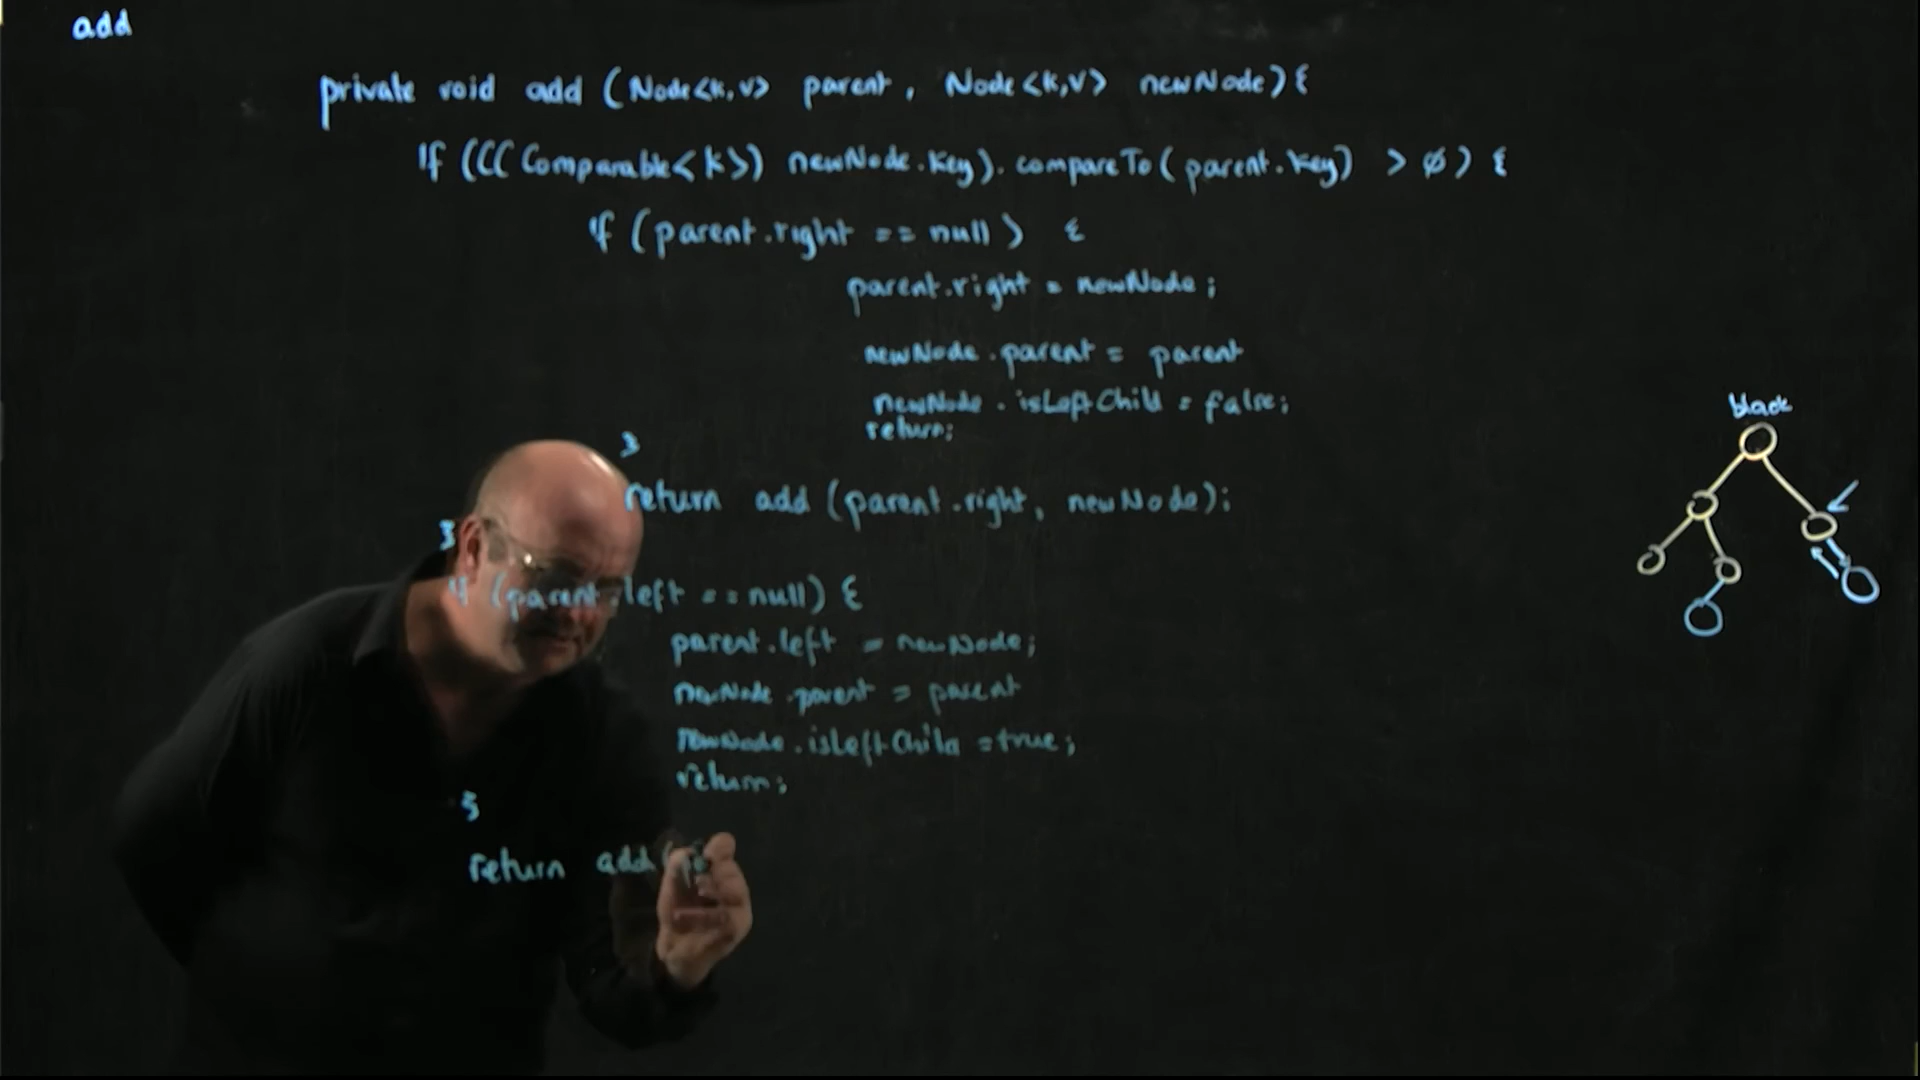 add
private void add (Node<k,v> parent, Node<k,v> newNode) {
If (((Comparable<k>) newNode.key).compareTo(parent.key) > 0) {
if (parent.right == null) {
parent.right = newNode;
newNode.parent = parent
newNode.isLeftChild = false;
return;
}
return add (parent.right, newNode);
}
if (parent.left == null) {
parent.left = newNode;
newNode.parent = parent
newNode.isLeftChild = true;
return;
}
return add (
black